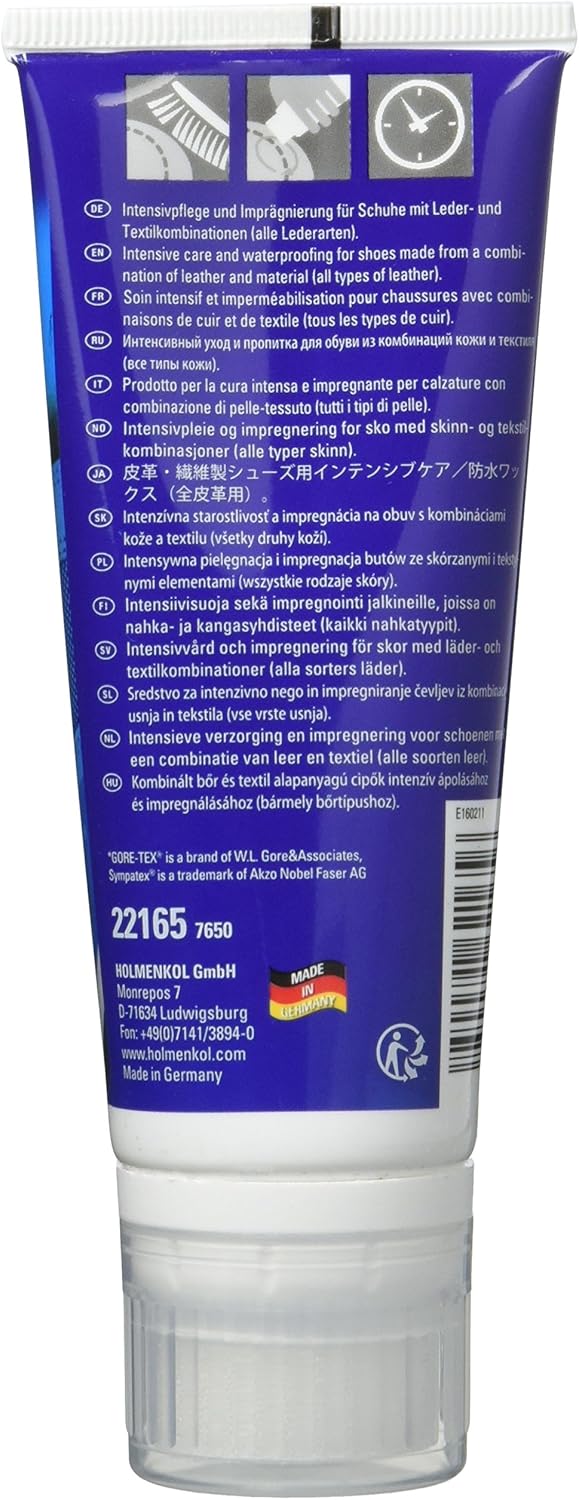 DE Intensivpflege und Imprägnierung für Schuhe mit Leder- und
Textilkombinationen (alle Lederarten).
EN Intensive care and waterproofing for shoes made from a combi-
nation of leather and material (all types of leather).
FR Soin intensif et imperméabilisation pour chaussures avec combi-
naisons de cuir et de textile (tous les types de cuir).
RU Интенсивный уход и пропитка для обуви из комбинаций кожи и текстиля
(все типы кожи).
IT Prodotto per la cura intensa e impregnante per calzature con
combinazione di pelle-tessuto (tutti i tipi di pelle).
NO Intensivpleie og impregnering for sko med skinn- og tekstil-
kombinasjoner (alle typer skinn).
JA 皮革・繊維製シューズ用インテンシブケア／防水ワッ
クス（全皮革用）。
SK Intenzívna starostlivosť a impregnácia na obuv s kombináciami
kože a textilu (všetky druhy koží).
PL Intensywna pielęgnacja i impregnacja butów ze skórzanymi i teksty-
nymi elementami (wszystkie rodzaje skóry).
FI Intensiivisuoja sekä impregnointi jalkineille, joissa on
nahka- ja kangasyhdisteet (kaikki nahkatyypit).
SV Intensivvård och impregnering för skor med läder- och
textilkombinationer (alla sorters läder).
SL Sredstvo za intenzivno nego in impregniranje čevljev iz kombinac
usnja in tekstila (vse vrste usnja).
NL Intensieve verzorging en impregnering voor schoenen me
een combinatie van leer en textiel (alle soorten leer).
HU Kombinált bőr és textil alapanyagú cipők intenzív ápolásához
és impregnálásához (bármely bőrtípushoz).
E160211
*GORE-TEX® is a brand of W.L. Gore&Associates,
Sympatex® is a trademark of Akzo Nobel Faser AG
22165 7650
HOLMENKOL GmbH
Monrepos 7
D-71634 Ludwigsburg
Fon: +49(0)7141/3894-0
www.holmenkol.com
Made in Germany
MADE
IN
GERMANY